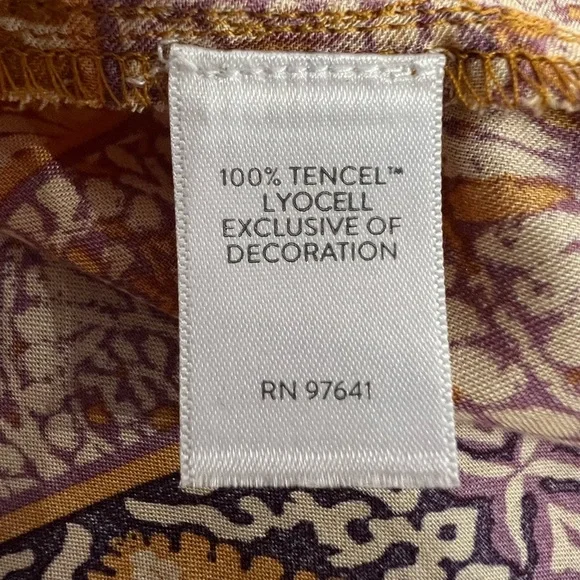 100% TENCEL™
LYOCELL
EXCLUSIVE OF
DECORATION
RN 97641